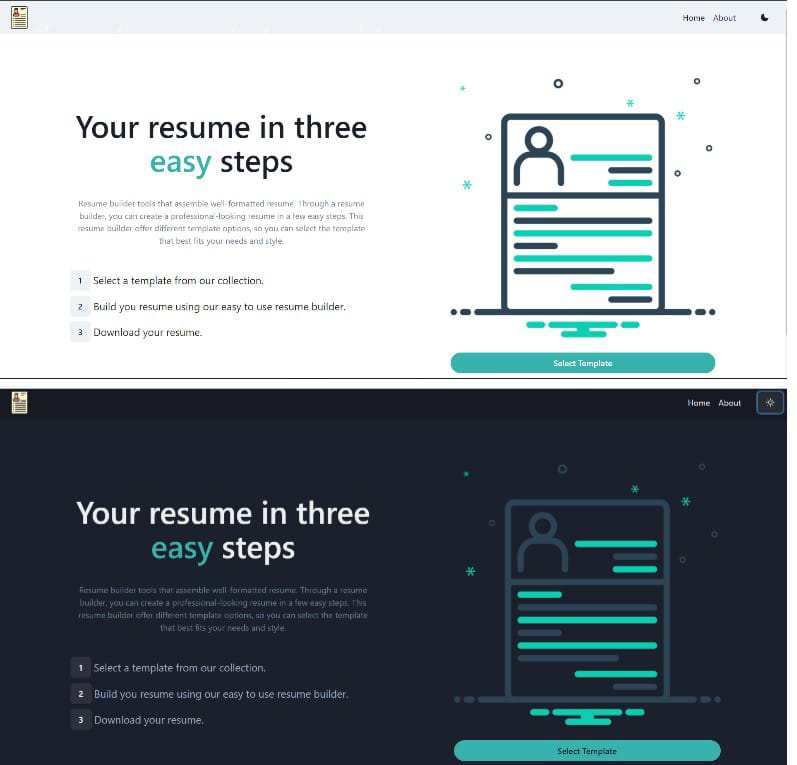 Home About
Your resume in three
easy steps
Resume builder tools that assemble well-formatted resume. Through a resume
builder, you can create a professional-looking resume in a few easy steps. This
resume builder offer different template options, so you can select the template
that best fits your needs and style.
1 Select a template from our collection.
2 Build you resume using our easy to use resume builder.
3 Download your resume.
Select Template
Home About
Your resume in three
easy steps
Resume builder tools that assemble well-formatted resume. Through a resume
builder, you can create a professional-looking resume in a few easy steps. This
resume builder offer different template options, so you can select the template
that best fits your needs and style.
1 Select a template from our collection.
2 Build you resume using our easy to use resume builder.
3 Download your resume.
Select Template